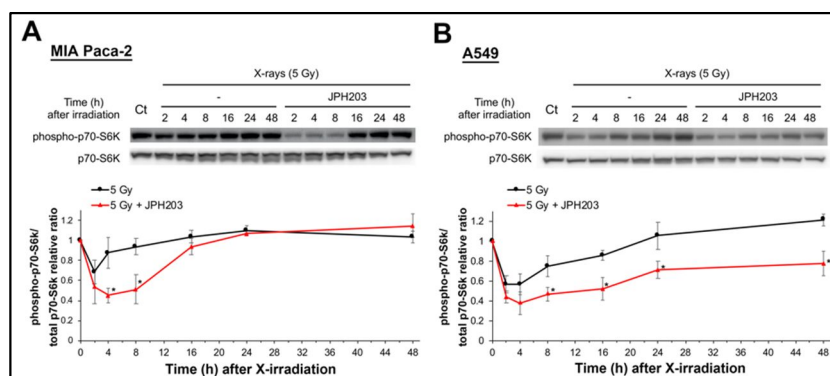 A
MIA Paca-2
X-rays (5 Gy)
Time (h) after irradiation
Ct
-
JPH203
2 4 8 16 24 48 2 4 8 16 24 48
phospho-p70-S6K
p70-S6K
5 Gy
5 Gy + JPH203
phospho-p70-S6k/
total p70-S6k relative ratio
1.2
1
0.8
0.6
0.4
0.2
0
* *
0 4 8 12 16 20 24 28 32 36 40 44 48
Time (h) after X-irradiation
B
A549
X-rays (5 Gy)
Time (h) after irradiation
Ct
-
JPH203
2 4 8 16 24 48 2 4 8 16 24 48
phospho-p70-S6K
p70-S6K
5 Gy
5 Gy + JPH203
phospho-p70-S6k/
total p70-S6k relative ratio
1.2
1
0.8
0.6
0.4
0.2
0
* * * *
0 4 8 12 16 20 24 28 32 36 40 44 48
Time (h) after X-irradiation